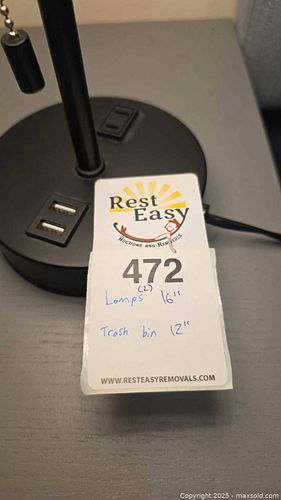 Rest
Easy
Auctions and Removals
472
(2)
Lamps 16"
Trash bin 12"
www.resteasyremovals.com
Copyright © 2025 - maxsold.com